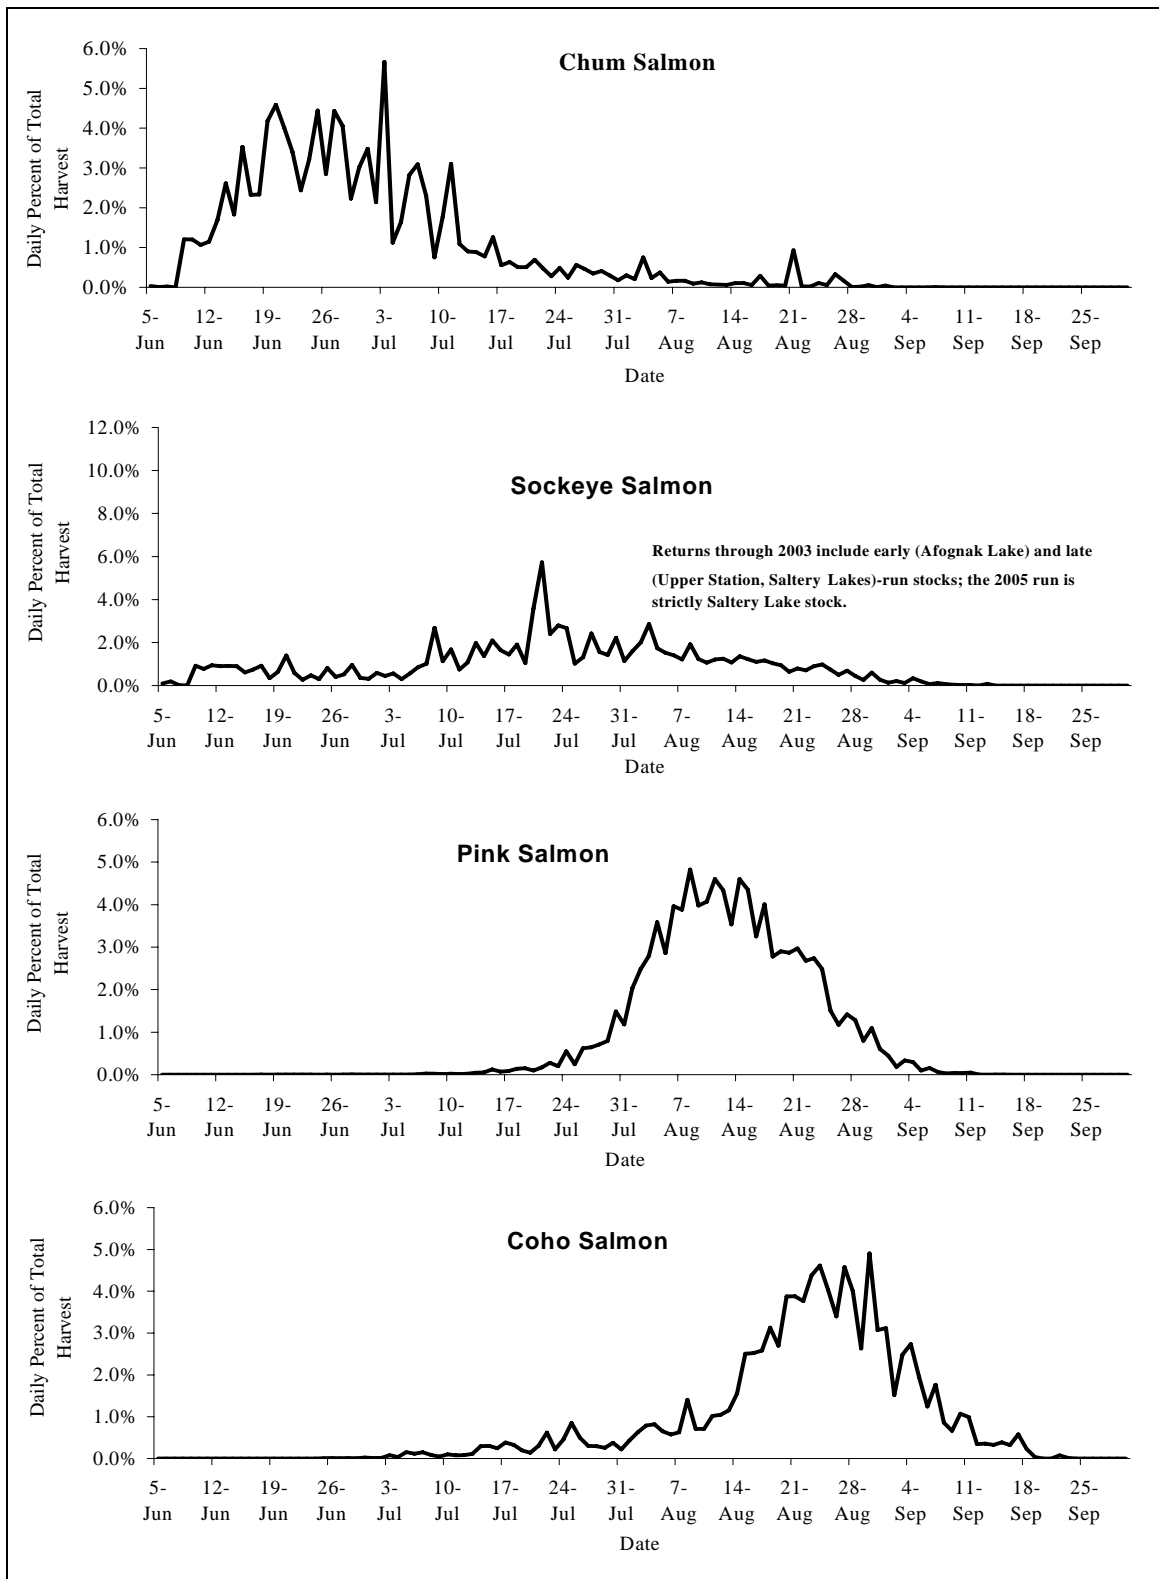 Chum Salmon
Daily Percent of Total
Harvest
6.0%
5.0%
4.0%
3.0%
2.0%
1.0%
0.0%
5- 12- 19- 26- 3- 10- 17- 24- 31- 7- 14- 21- 28- 4- 11- 18- 25-
Jun Jun Jun Jun Jul Jul Jul Jul Jul Aug Aug Aug Aug Sep Sep Sep Sep
Date
Sockeye Salmon
Daily Percent of Total
Harvest
12.0%
10.0%
8.0%
6.0%
4.0%
2.0%
0.0%
Returns through 2003 include early (Afognak Lake) and late
(Upper Station, Saltery Lakes)-run stocks; the 2005 run is
strictly Saltery Lake stock.
5- 12- 19- 26- 3- 10- 17- 24- 31- 7- 14- 21- 28- 4- 11- 18- 25-
Jun Jun Jun Jun Jul Jul Jul Jul Jul Aug Aug Aug Aug Sep Sep Sep Sep
Date
Pink Salmon
Daily Percent of Total
Harvest
6.0%
5.0%
4.0%
3.0%
2.0%
1.0%
0.0%
5- 12- 19- 26- 3- 10- 17- 24- 31- 7- 14- 21- 28- 4- 11- 18- 25-
Jun Jun Jun Jun Jul Jul Jul Jul Jul Aug Aug Aug Aug Sep Sep Sep Sep
Date
Coho Salmon
Daily Percent of Total
Harvest
6.0%
5.0%
4.0%
3.0%
2.0%
1.0%
0.0%
5- 12- 19- 26- 3- 10- 17- 24- 31- 7- 14- 21- 28- 4- 11- 18- 25-
Jun Jun Jun Jun Jul Jul Jul Jul Jul Aug Aug Aug Aug Sep Sep Sep Sep
Date